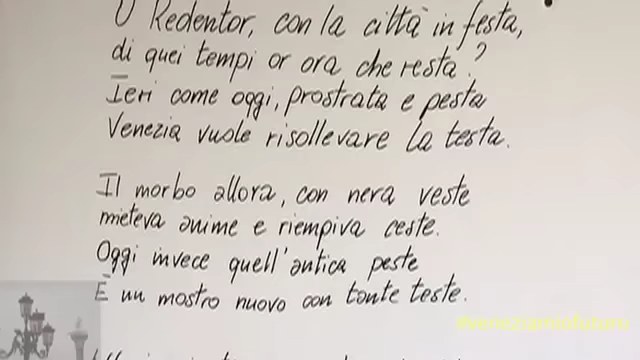 O Redentor, con la città in festa,
di quei tempi or ora che resta?
Ieri come oggi, prostrata e pesta
Venezia vuole risollevare la testa.
Il morbo allora, con nera veste
mieteva anime e riempiva ceste.
Oggi invece quell'antica peste
È un mostro nuovo con tante teste.